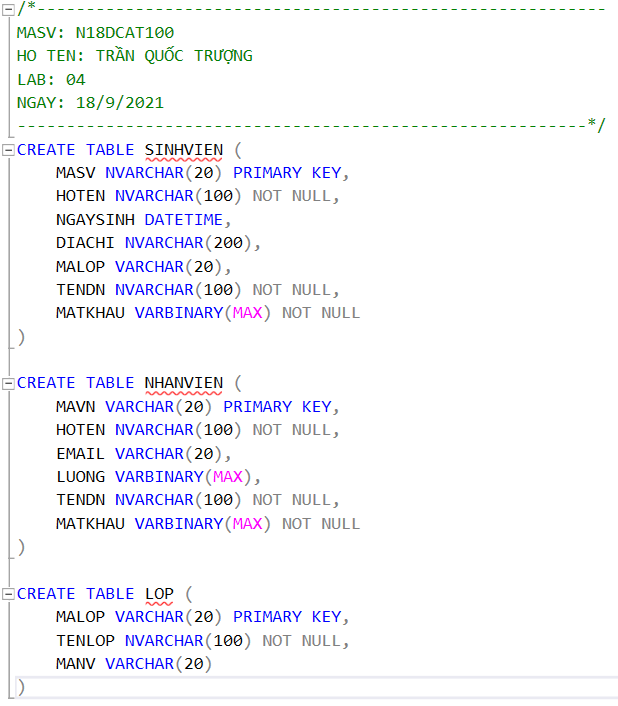 /*----------------------------------------------------------
MASV: N18DCAT100
HO TEN: TRẦN QUỐC TRƯỢNG
LAB: 04
NGAY: 18/9/2021
----------------------------------------------------------*/
CREATE TABLE SINHVIEN (
    MASV NVARCHAR(20) PRIMARY KEY,
    HOTEN NVARCHAR(100) NOT NULL,
    NGAYSINH DATETIME,
    DIACHI NVARCHAR(200),
    MALOP VARCHAR(20),
    TENDN NVARCHAR(100) NOT NULL,
    MATKHAU VARBINARY(MAX) NOT NULL
)
CREATE TABLE NHANVIEN (
    MAVN VARCHAR(20) PRIMARY KEY,
    HOTEN NVARCHAR(100) NOT NULL,
    EMAIL VARCHAR(20),
    LUONG VARBINARY(MAX),
    TENDN NVARCHAR(100) NOT NULL,
    MATKHAU VARBINARY(MAX) NOT NULL
)
CREATE TABLE LOP (
    MALOP VARCHAR(20) PRIMARY KEY,
    TENLOP NVARCHAR(100) NOT NULL,
    MANV VARCHAR(20)
)